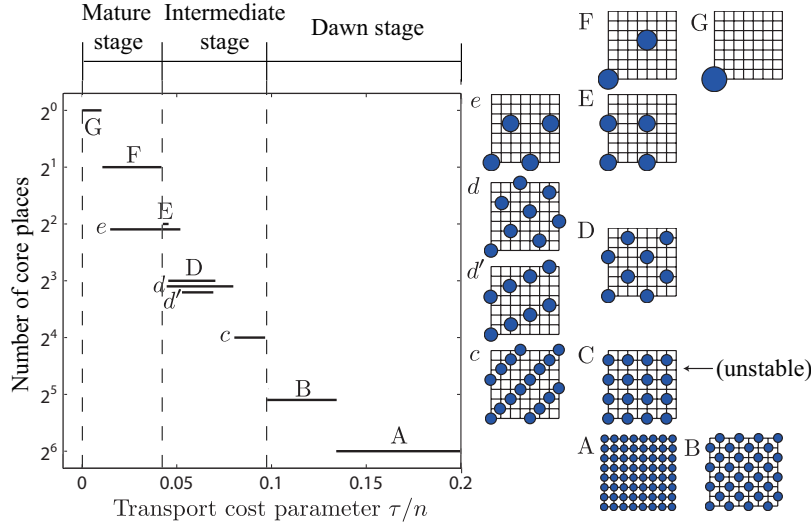 Mature stage
Intermediate stage
Dawn stage
F
G
e
E
d
D
d′
c
C
(unstable)
A
B
Number of core places
2^0
2^1
2^2
2^3
2^4
2^5
2^6
G
F
E
e
D
d
d′
c
B
A
0
0.05
0.1
0.15
0.2
Transport cost parameter τ/n